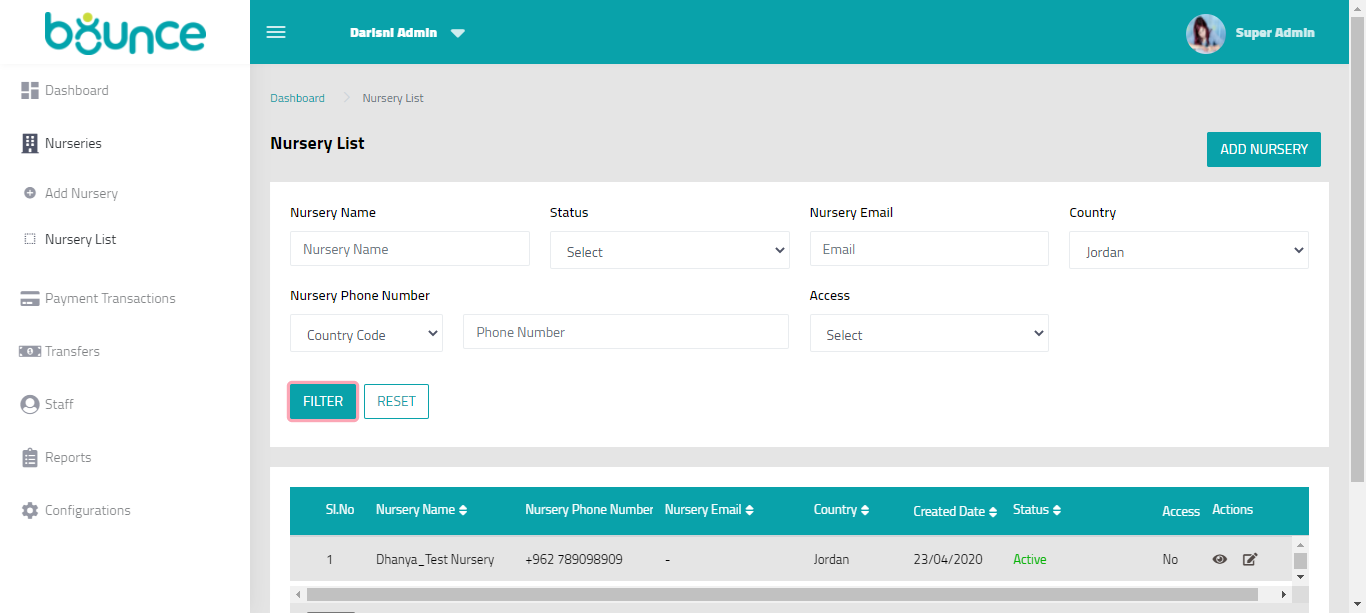 bounce
Darisni Admin
Super Admin
Dashboard
Nurseries
Add Nursery
Nursery List
Payment Transactions
Transfers
Staff
Reports
Configurations
Dashboard Nursery List
Nursery List
ADD NURSERY
Nursery Name Status Nursery Email Country
Nursery Name Select Email Jordan
Nursery Phone Number Access
Country Code Phone Number Select
FILTER RESET
Sl.No Nursery Name Nursery Phone Number Nursery Email Country Created Date Status Access Actions
1 Dhanya_Test Nursery +962 789098909 - Jordan 23/04/2020 Active No